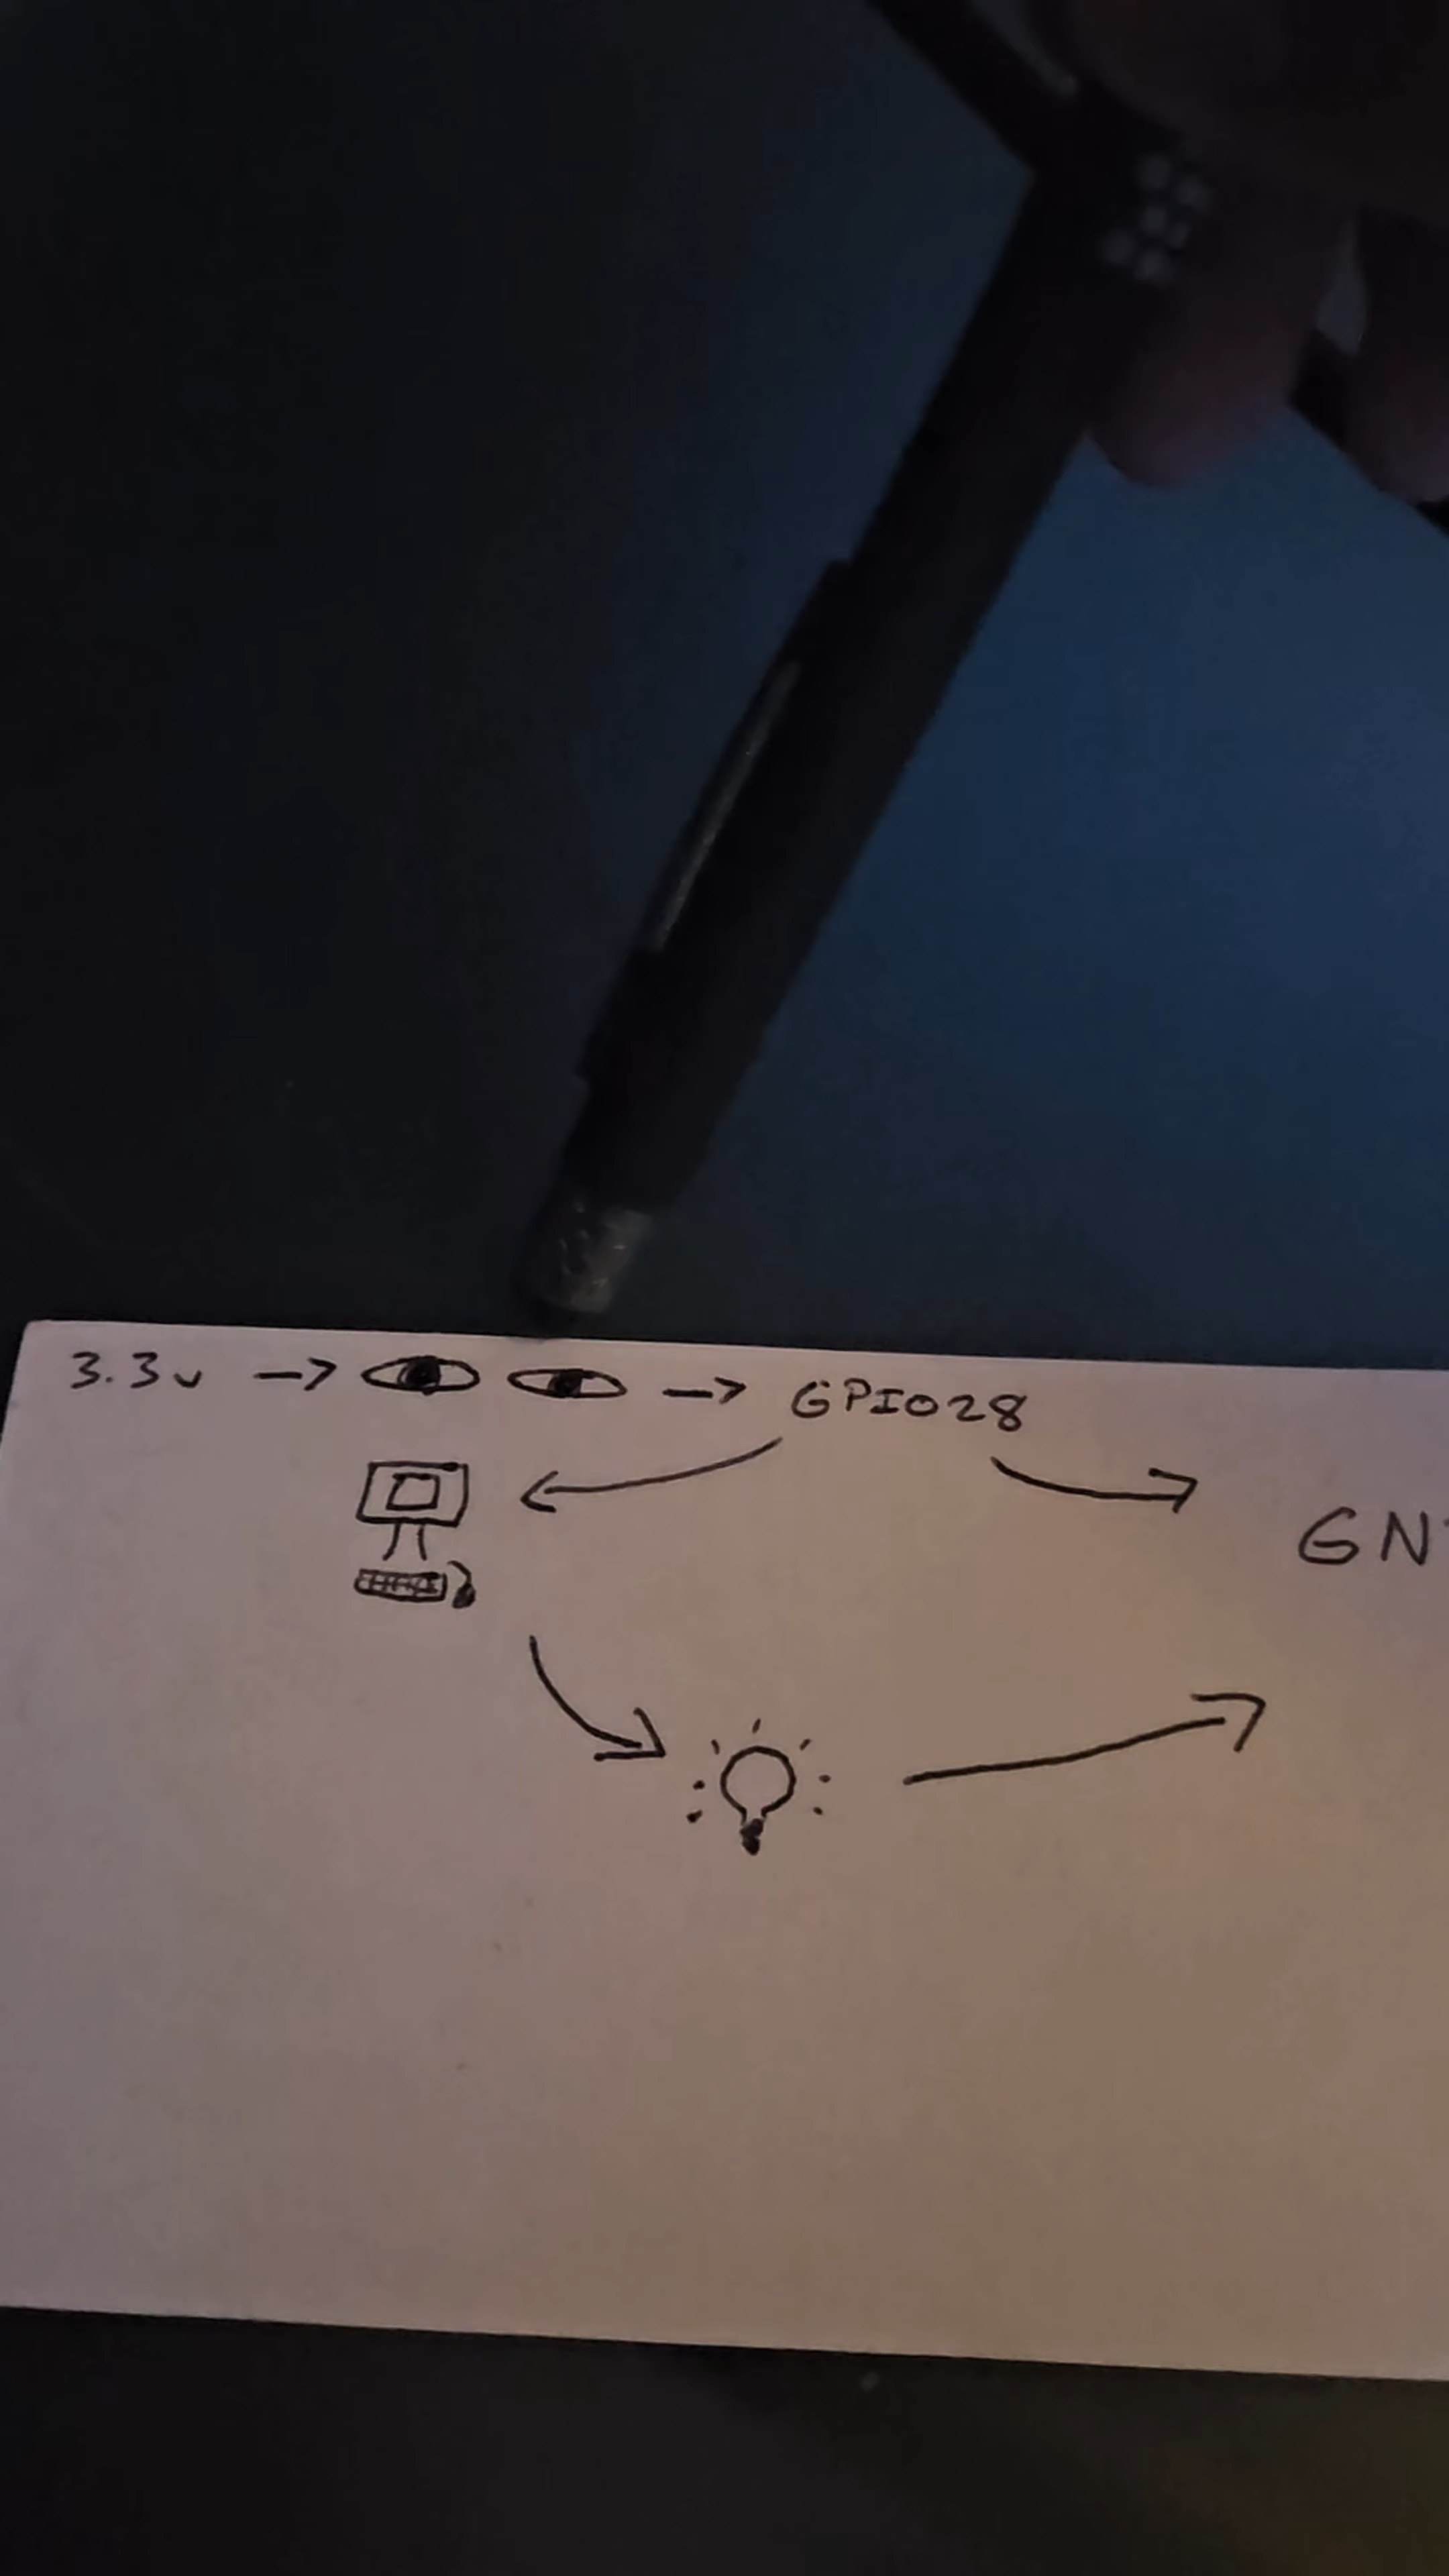 3.3v → → GPIO28
GN